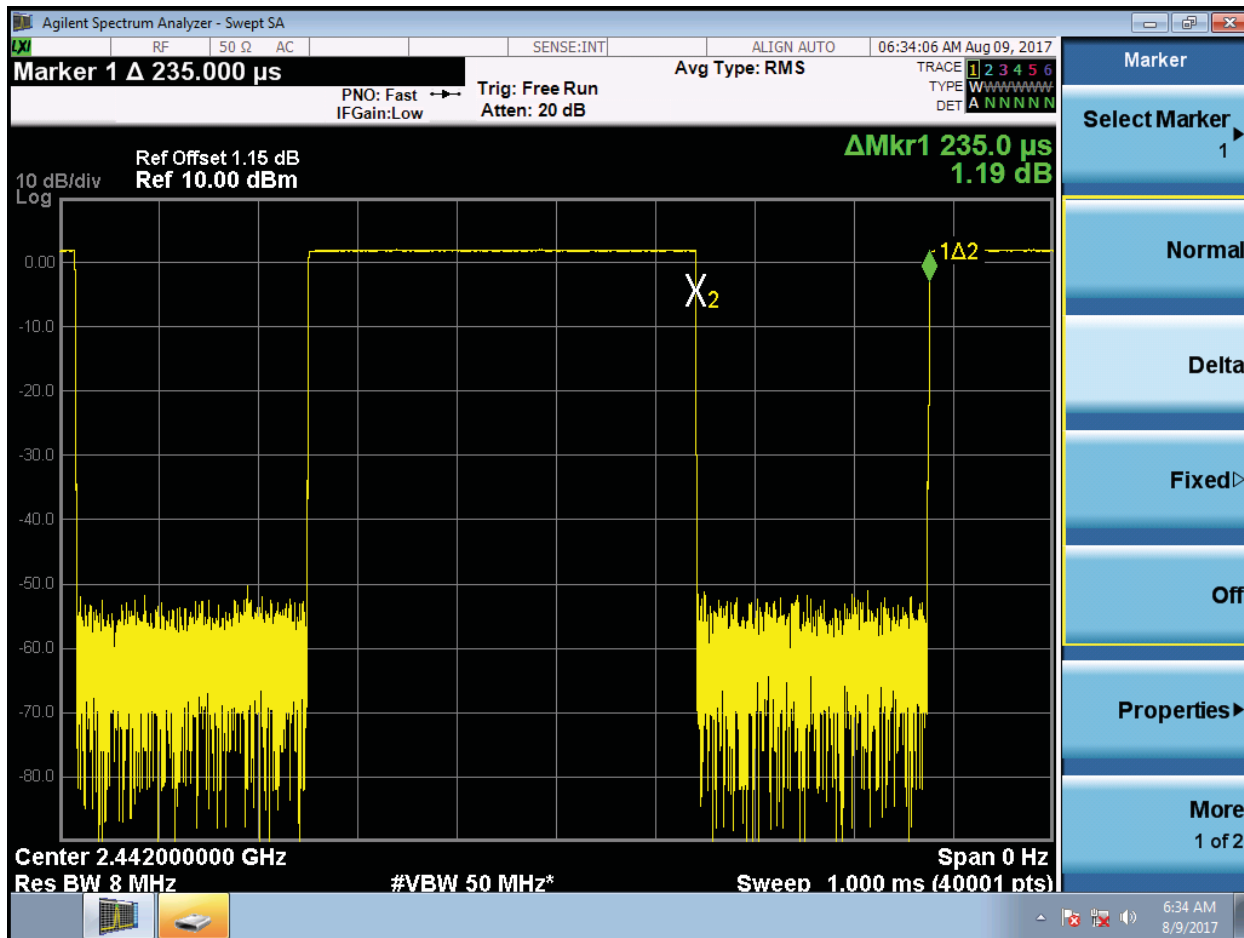 Agilent Spectrum Analyzer - Swept SA
LXI RF 50 Ω AC SENSE:INT ALIGN AUTO 06:34:06 AM Aug 09, 2017
Marker 1 Δ 235.000 µs
PNO: Fast
IFGain:Low
Trig: Free Run
Atten: 20 dB
Avg Type: RMS
TRACE 1 2 3 4 5 6
TYPE WWWWWW
DET A N N N N N
ΔMkr1 235.0 µs
1.19 dB
Ref Offset 1.15 dB
10 dB/div Ref 10.00 dBm
Log
0.00
-10.0
-20.0
-30.0
-40.0
-50.0
-60.0
-70.0
-80.0
1Δ2
X2
Center 2.442000000 GHz Span 0 Hz
Res BW 8 MHz #VBW 50 MHz* Sweep 1.000 ms (40001 pts)
Marker
Select Marker
1
Normal
Delta
Fixed
Off
Properties
More
1 of 2
6:34 AM
8/9/2017